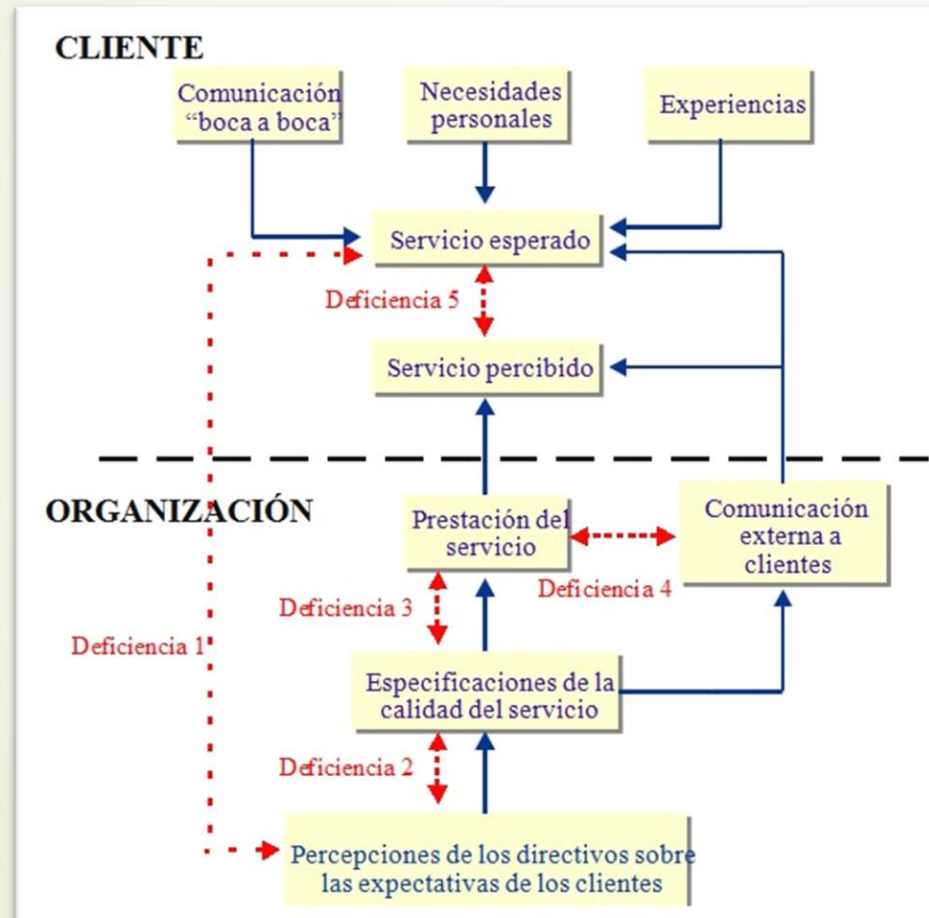 CLIENTE
Comunicación
“boca a boca”
Necesidades
personales
Experiencias
Servicio esperado
Deficiencia 5
Servicio percibido
ORGANIZACIÓN
Prestación del
servicio
Comunicación
externa a
clientes
Deficiencia 4
Deficiencia 3
Deficiencia 1
Especificaciones de la
calidad del servicio
Deficiencia 2
Percepciones de los directivos sobre
las expectativas de los clientes